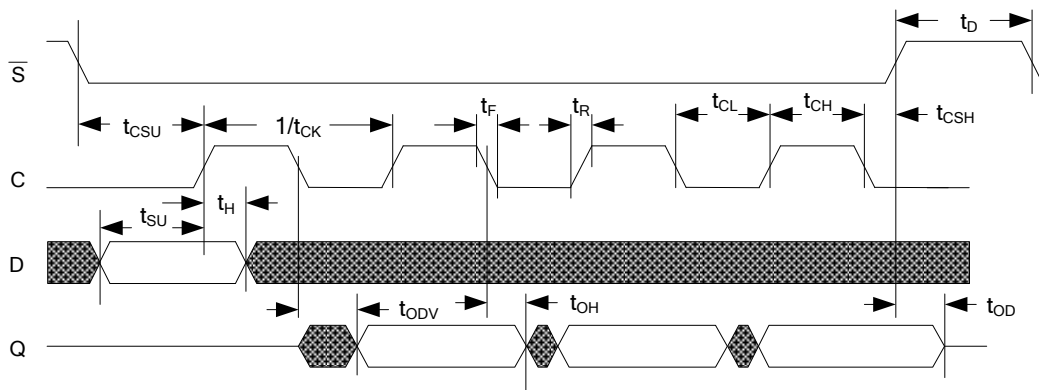 t_D
S̅
t_F t_R t_CL t_CH
t_CSU 1/t_CK t_CSH
C
t_SU t_H
D
t_ODV t_OH t_OD
Q